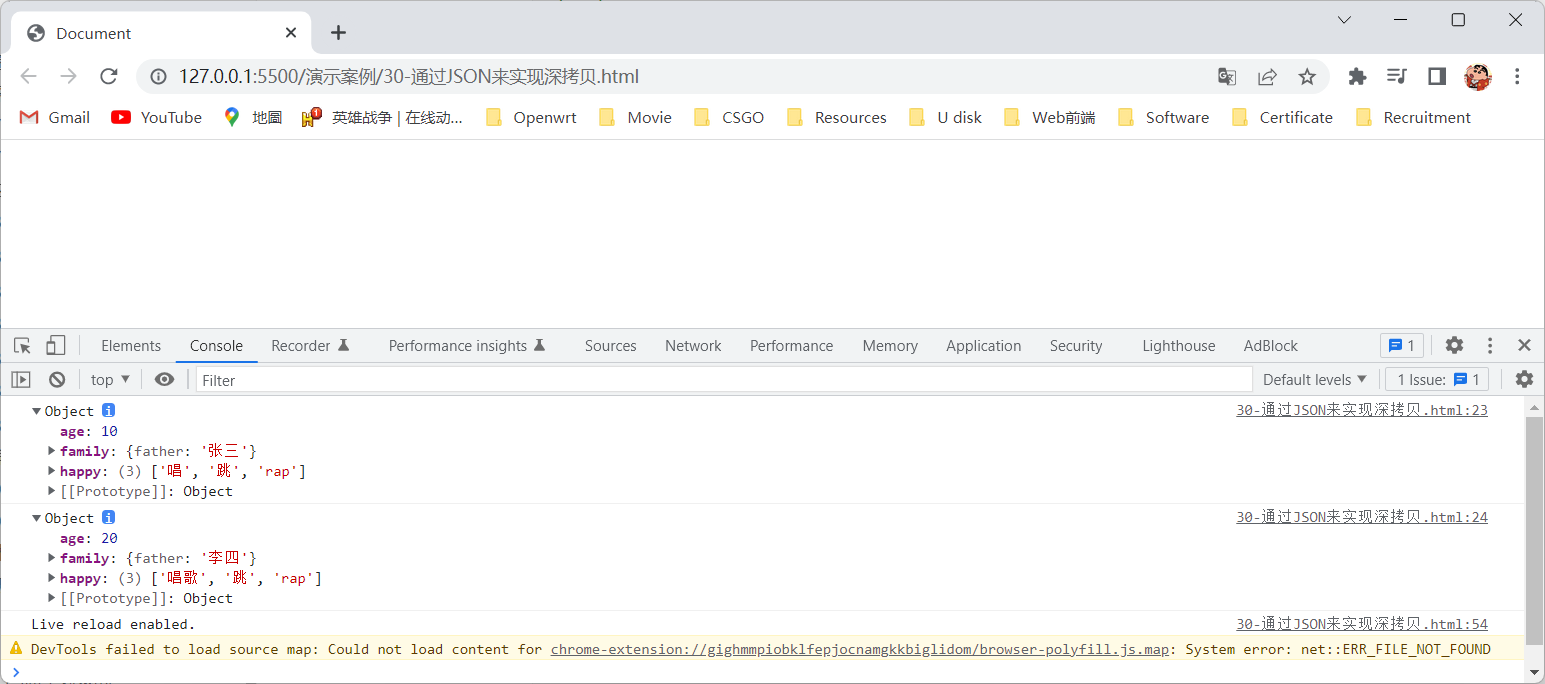 Document
127.0.0.1:5500/演示案例/30-通过JSON来实现深拷贝.html
Gmail YouTube 地圖 英雄战争 | 在线动... Openwrt Movie CSGO Resources U disk Web前端 Software Certificate Recruitment
Elements Console Recorder Performance insights Sources Network Performance Memory Application Security Lighthouse AdBlock 1
top Filter Default levels 1 Issue: 1
Object 30-通过JSON来实现深拷贝.html:23
age: 10
family: {father: '张三'}
happy: (3) ['唱', '跳', 'rap']
[[Prototype]]: Object
Object 30-通过JSON来实现深拷贝.html:24
age: 20
family: {father: '李四'}
happy: (3) ['唱歌', '跳', 'rap']
[[Prototype]]: Object
Live reload enabled. 30-通过JSON来实现深拷贝.html:54
DevTools failed to load source map: Could not load content for chrome-extension://gighmmpiobklfepjocnamgkkbiglidom/browser-polyfill.js.map: System error: net::ERR_FILE_NOT_FOUND